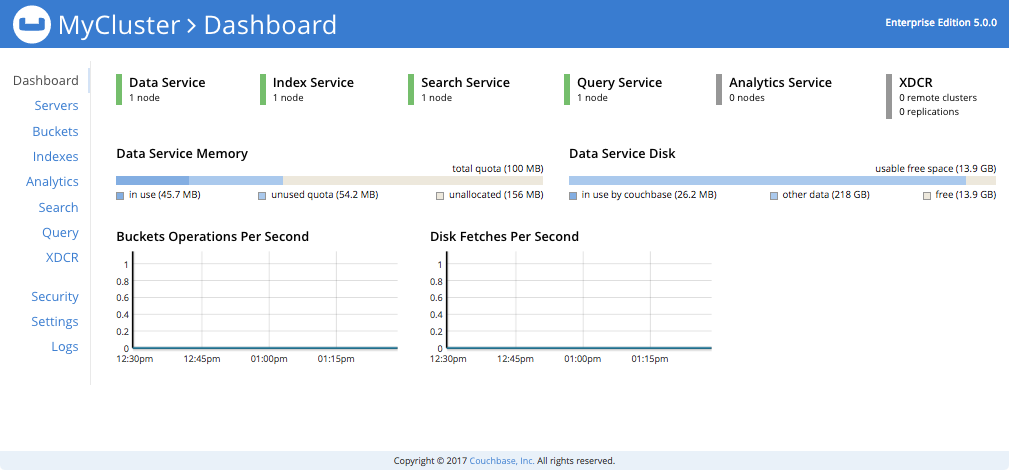 MyCluster > Dashboard
Enterprise Edition 5.0.0
Dashboard
Servers
Buckets
Indexes
Analytics
Search
Query
XDCR
Security
Settings
Logs
Data Service
1 node
Index Service
1 node
Search Service
1 node
Query Service
1 node
Analytics Service
0 nodes
XDCR
0 remote clusters
0 replications
Data Service Memory
total quota (100 MB)
in use (45.7 MB) unused quota (54.2 MB) unallocated (156 MB)
Data Service Disk
usable free space (13.9 GB)
in use by couchbase (26.2 MB) other data (218 GB) free (13.9 GB)
Buckets Operations Per Second
1
0.8
0.6
0.4
0.2
0
12:30pm 12:45pm 01:00pm 01:15pm
Disk Fetches Per Second
1
0.8
0.6
0.4
0.2
0
12:30pm 12:45pm 01:00pm 01:15pm
Copyright © 2017 Couchbase, Inc. All rights reserved.